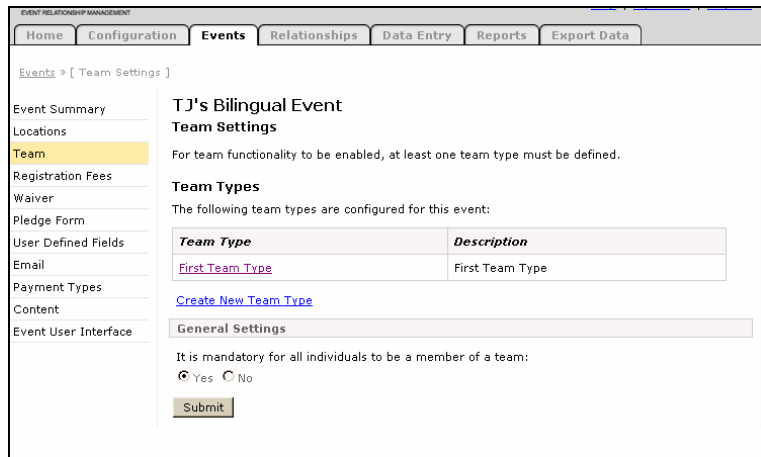 EVENT RELATIONSHIP MANAGEMENT
Home Configuration Events Relationships Data Entry Reports Export Data
Events » [ Team Settings ]
Event Summary
Locations
Team
Registration Fees
Waiver
Pledge Form
User Defined Fields
Email
Payment Types
Content
Event User Interface
TJ's Bilingual Event
Team Settings
For team functionality to be enabled, at least one team type must be defined.
Team Types
The following team types are configured for this event:
Team Type Description
First Team Type First Team Type
Create New Team Type
General Settings
It is mandatory for all individuals to be a member of a team:
Yes No
Submit